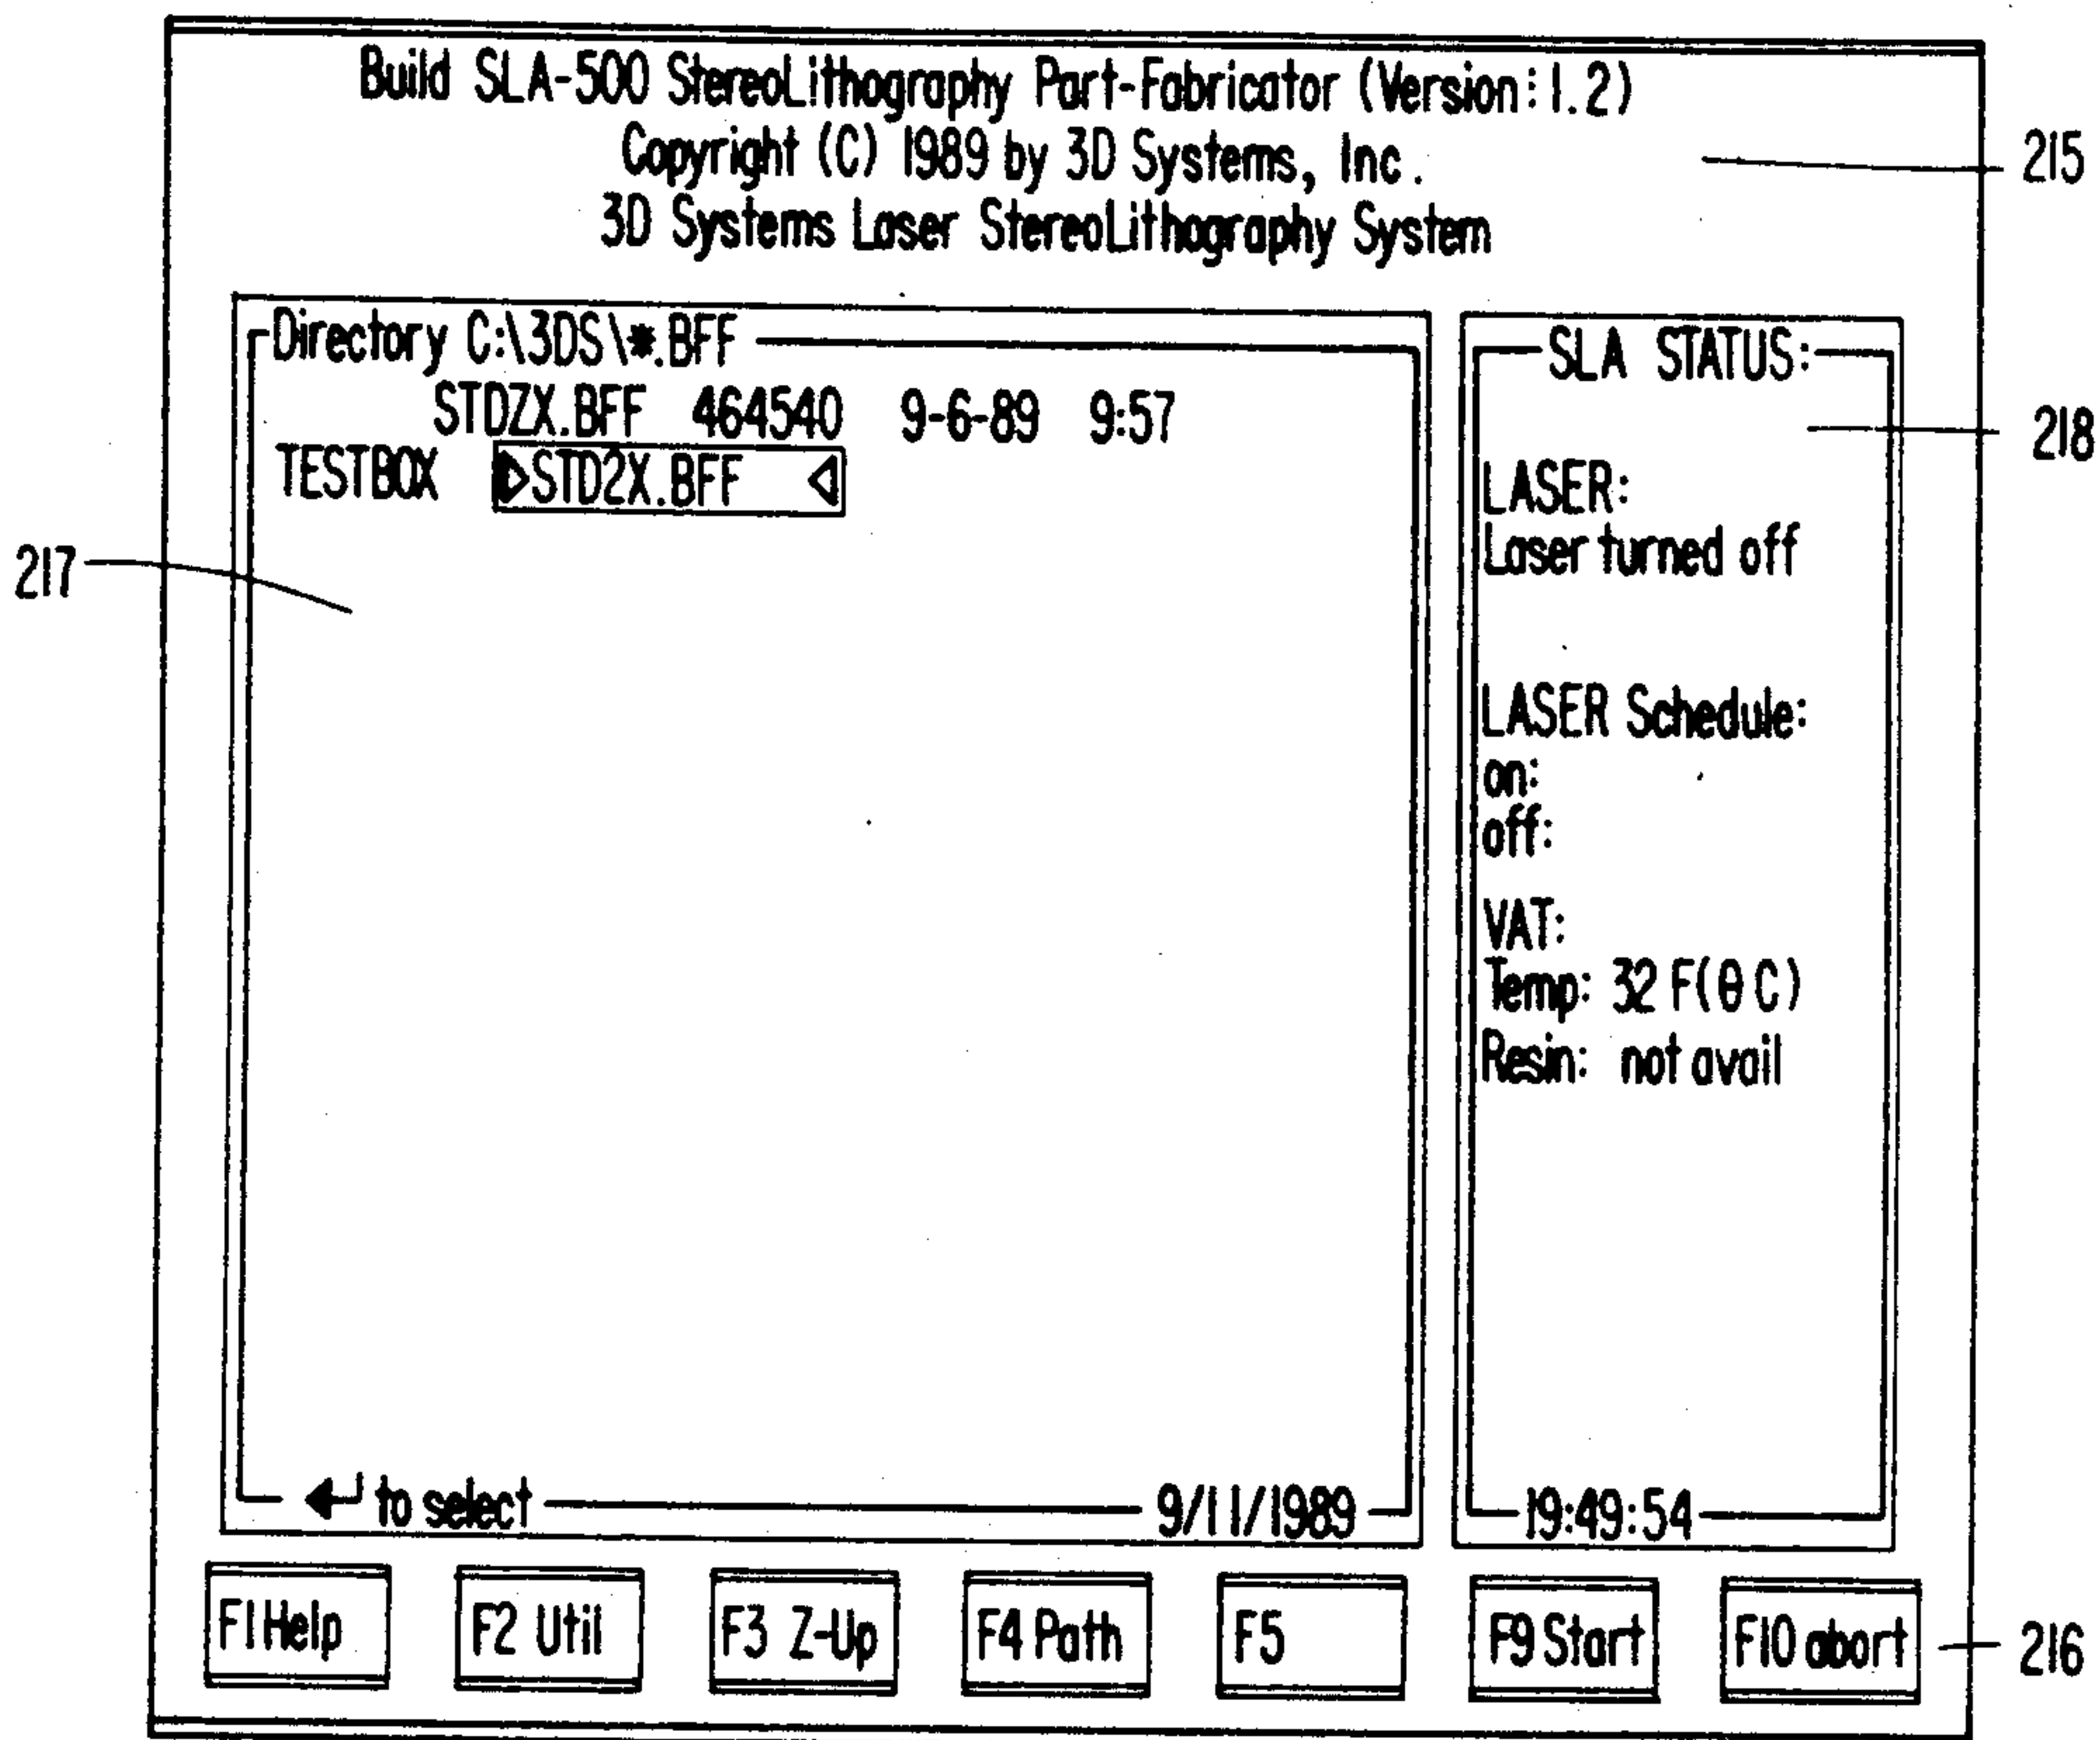 Build SLA-500 StereoLithography Part-Fabricator (Version:1.2)
Copyright (C) 1989 by 3D Systems, Inc.
3D Systems Laser StereoLithography System
215
Directory C:\3DS\*.BFF
STDZX.BFF 464540 9-6-89 9:57
TESTBOX ▷STD2X.BFF ◁
217
SLA STATUS:
218
LASER:
Laser turned off
LASER Schedule:
on:
off:
VAT:
Temp: 32 F(θ C)
Resin: not avail
↵ to select 9/11/1989
19:49:54
F1 Help F2 Util F3 Z-Up F4 Path F5 F9 Start F10 abort
216